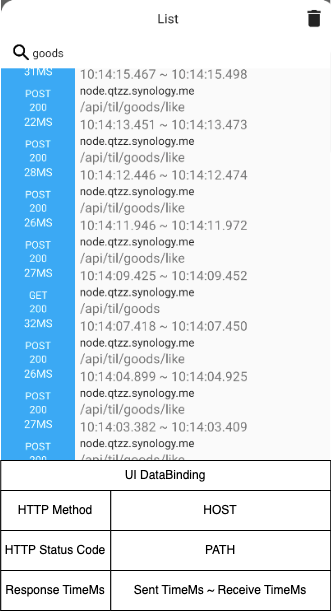 List
goods
31MS
10:14:15.467 ~ 10:14:15.498
POST
200
22MS
node.qtzz.synology.me
/api/til/goods/like
10:14:13.451 ~ 10:14:13.473
POST
200
28MS
node.qtzz.synology.me
/api/til/goods/like
10:14:12.446 ~ 10:14:12.474
POST
200
26MS
node.qtzz.synology.me
/api/til/goods/like
10:14:11.946 ~ 10:14:11.972
POST
200
27MS
node.qtzz.synology.me
/api/til/goods/like
10:14:09.425 ~ 10:14:09.452
GET
200
32MS
node.qtzz.synology.me
/api/til/goods
10:14:07.418 ~ 10:14:07.450
POST
200
26MS
node.qtzz.synology.me
/api/til/goods/like
10:14:04.899 ~ 10:14:04.925
POST
200
27MS
node.qtzz.synology.me
/api/til/goods/like
10:14:03.382 ~ 10:14:03.409
POST
200
node.qtzz.synology.me
/api/til/goods/like
UI DataBinding
HTTP Method
HOST
HTTP Status Code
PATH
Response TimeMs
Sent TimeMs ~ Receive TimeMs